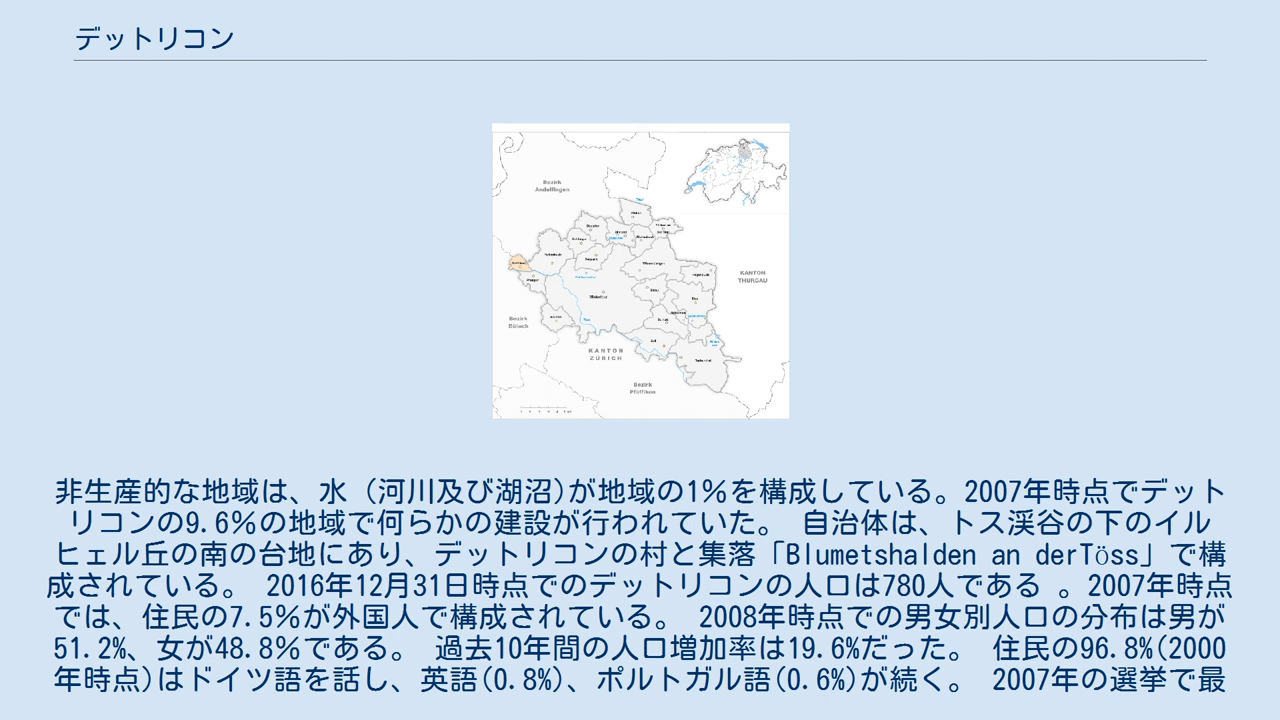 デットリコン
Bezirk
Andelfingen
KANTON
THURGAU
Bezirk
Bülach
KANTON
ZÜRICH
Bezirk
Pfäffikon
非生産的な地域は、水 (河川及び湖沼)が地域の1%を構成している。2007年時点でデット
リコンの9.6%の地域で何らかの建設が行われていた。 自治体は、トス渓谷の下のイル
ヒェル丘の南の台地にあり、デットリコンの村と集落「Blumetshalden an derTöss」で構
成されている。 2016年12月31日時点でのデットリコンの人口は780人である 。2007年時点
では、住民の7.5%が外国人で構成されている。 2008年時点での男女別人口の分布は男が
51.2%、女が48.8%である。 過去10年間の人口増加率は19.6%だった。 住民の96.8%(2000
年時点)はドイツ語を話し、英語(0.8%)、ポルトガル語(0.6%)が続く。 2007年の選挙で最